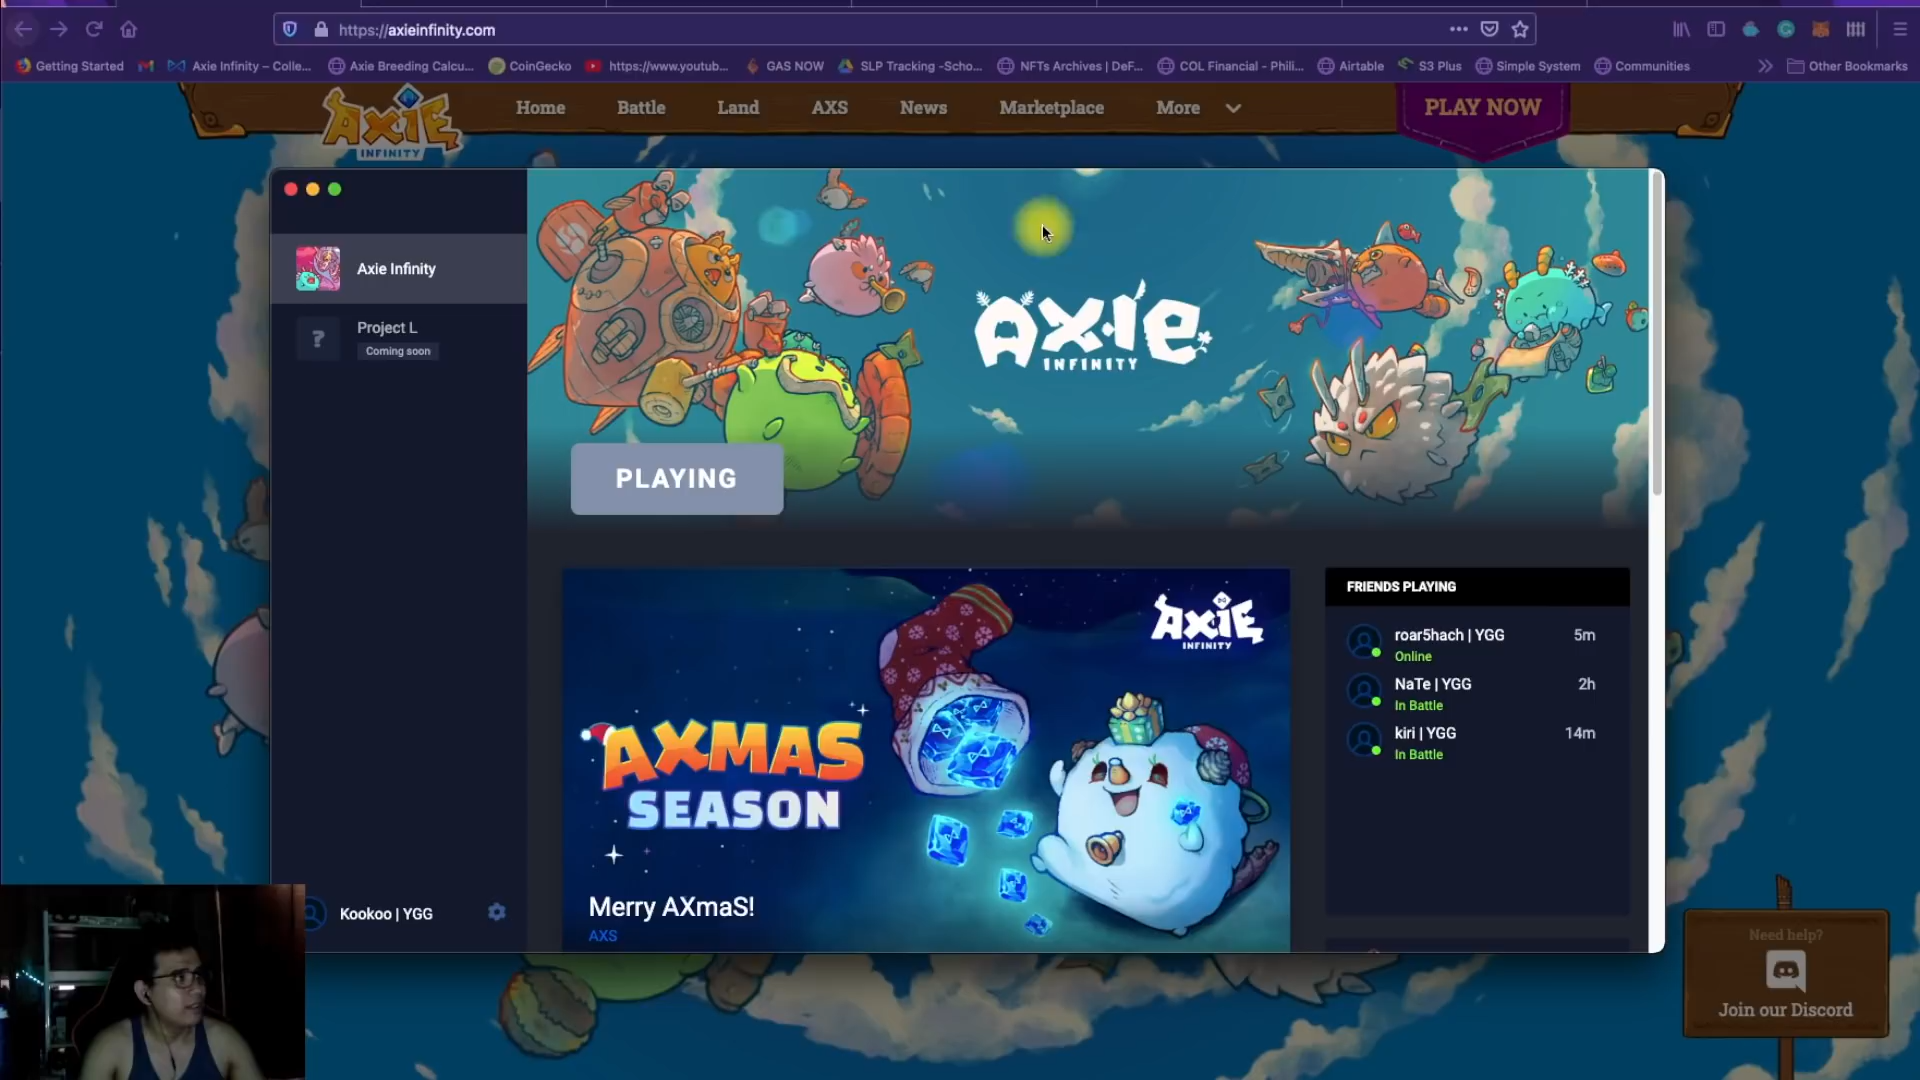 https://axieinfinity.com
Getting Started
Axie Infinity – Colle...
Axie Breeding Calcu...
CoinGecko
https://www.youtub...
GAS NOW
SLP Tracking -Scho...
NFTs Archives | DeF...
COL Financial - Phili...
Airtable
S3 Plus
Simple System
Communities
Other Bookmarks
AXIE
INFINITY
Home
Battle
Land
AXS
News
Marketplace
More
PLAY NOW
Axie Infinity
Project L
Coming soon
AXIE
INFINITY
PLAYING
AXIE
INFINITY
AXMAS
SEASON
Merry AXmaS!
AXS
FRIENDS PLAYING
roar5hach | YGG 5m
Online
NaTe | YGG 2h
In Battle
kiri | YGG 14m
In Battle
Kookoo | YGG
Need help?
Join our Discord